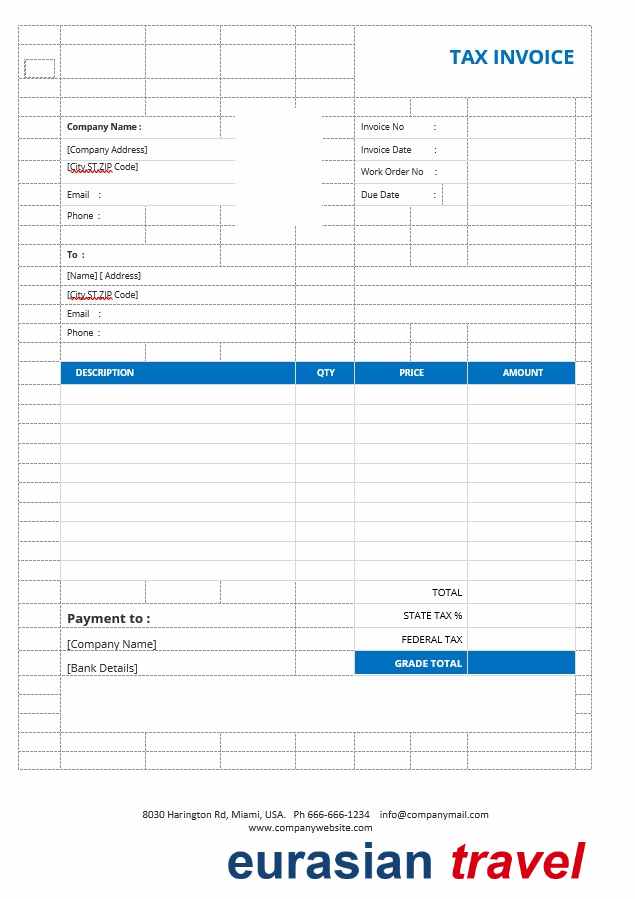 TAX INVOICE
Company Name :
Invoice No :
[Company Address]
Invoice Date :
[City,ST,ZIP Code]
Work Order No :
Email :
Due Date :
Phone :
To :
[Name] [ Address]
[City,ST,ZIP Code]
Email :
Phone :
DESCRIPTION QTY PRICE AMOUNT
TOTAL
Payment to :
STATE TAX %
[Company Name]
FEDERAL TAX
[Bank Details]
GRADE TOTAL
8030 Harington Rd, Miami, USA. Ph 666-666-1234 info@companymail.com
www.companywebsite.com
eurasian travel